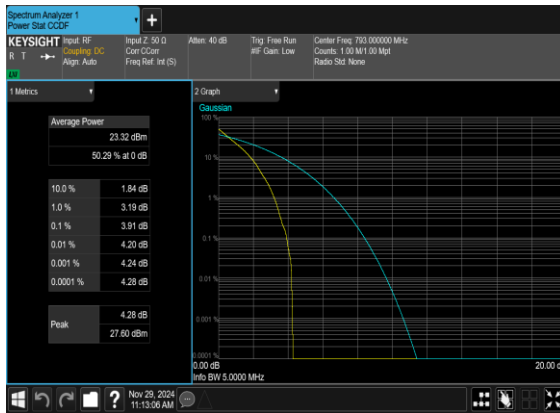 Spectrum Analyzer 1
Power Stat CCDF
KEYSIGHT
R T
Input: RF
Coupling: DC
Align: Auto
Input Z: 50 Ω
Corr CCorr
Freq Ref: Int (S)
Atten: 40 dB
Trig: Free Run
#IF Gain: Low
Center Freq: 793.000000 MHz
Counts: 1.00 M/1.00 Mpt
Radio Std: None
1 Metrics
Average Power
23.32 dBm
50.29 % at 0 dB
10.0 % 1.84 dB
1.0 % 3.19 dB
0.1 % 3.91 dB
0.01 % 4.20 dB
0.001 % 4.24 dB
0.0001 % 4.28 dB
Peak
4.28 dB
27.60 dBm
2 Graph
Gaussian
100 %
10 %
1 %
0.1 %
0.01 %
0.001 %
0.0001 %
0.00 dB
20.00 d
Info BW 5.0000 MHz
Nov 29, 2024
11:13:06 AM